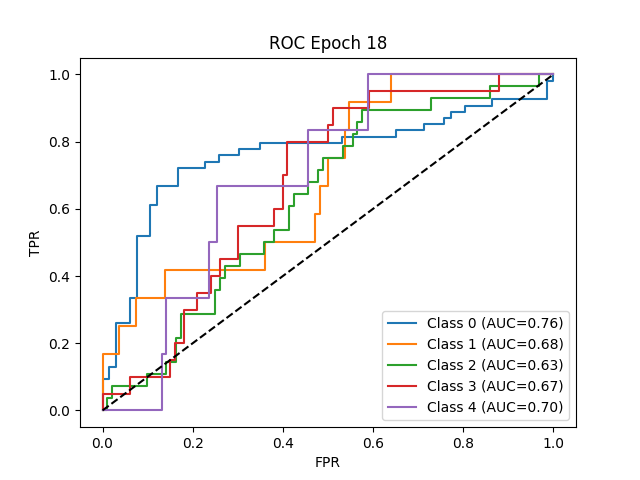 ROC Epoch 18
TPR
1.0
0.8
0.6
0.4
0.2
0.0
Class 0 (AUC=0.76)
Class 1 (AUC=0.68)
Class 2 (AUC=0.63)
Class 3 (AUC=0.67)
Class 4 (AUC=0.70)
0.0 0.2 0.4 0.6 0.8 1.0
FPR